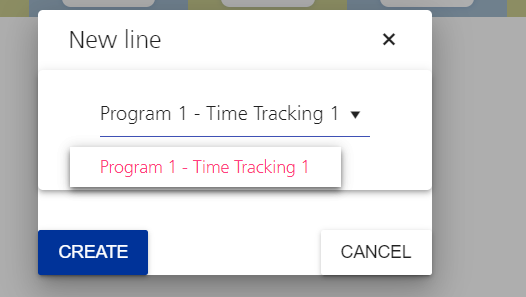 New line
Program 1 - Time Tracking 1
Program 1 - Time Tracking 1
CREATE
CANCEL